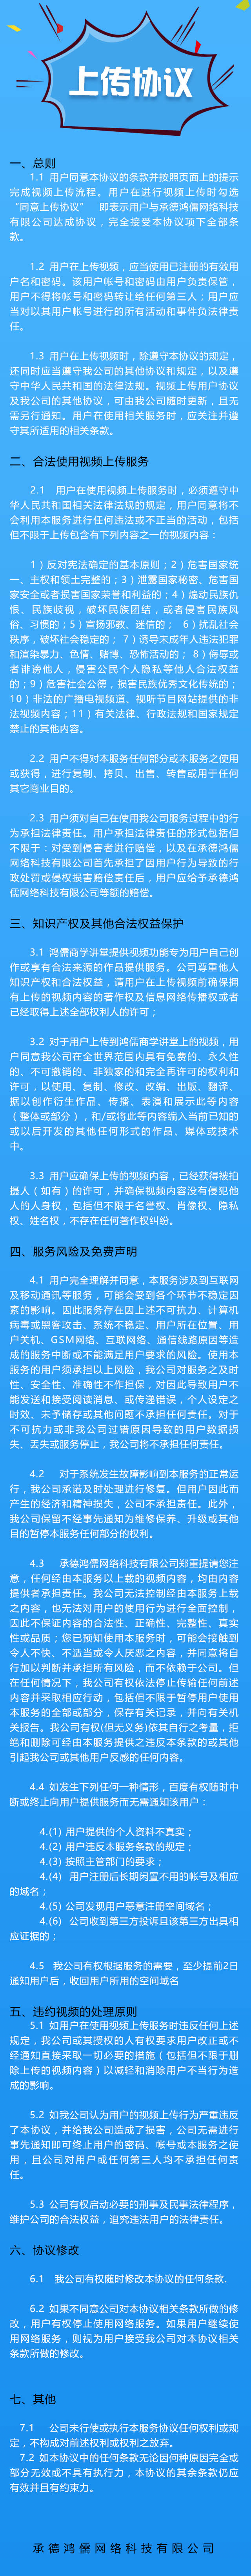 上传协议
一、总则
1.1 用户同意本协议的条款并按照页面上的提示
完成视频上传流程。用户在进行视频上传时勾选
“同意上传协议” 即表示用户与承德鸿儒网络科技
有限公司达成协议，完全接受本协议项下全部条
款。
1.2 用户在上传视频，应当使用已注册的有效用
户名和密码。该用户帐号和密码由用户负责保管，
用户不得将帐号和密码转让给任何第三人；用户应
当对以其用户帐号进行的所有活动和事件负法律责
任。
1.3 用户在上传视频时，除遵守本协议的规定，
还同时应当遵守我公司的其他协议和规定，以及遵
守中华人民共和国的法律法规。视频上传用户协议
及我公司的其他协议，可由我公司随时更新，且无
需另行通知。用户在使用相关服务时，应关注并遵
守其所适用的相关条款。
二、合法使用视频上传服务
2.1 用户在使用视频上传服务时，必须遵守中
华人民共和国相关法律法规的规定，用户同意将不
会利用本服务进行任何违法或不正当的活动，包括
但不限于上传包含有下列内容之一的视频内容：
1）反对宪法确定的基本原则；2）危害国家统
一、主权和领土完整的；3）泄露国家秘密、危害国
家安全或者损害国家荣誉和利益的；4）煽动民族仇
恨、民族歧视，破坏民族团结，或者侵害民族风
俗、习惯的；5）宣扬邪教、迷信的； 6）扰乱社会
秩序，破坏社会稳定的； 7）诱导未成年人违法犯罪
和渲染暴力、色情、赌博、恐怖活动的； 8）侮辱或
者诽谤他人，侵害公民个人隐私等他人合法权益
的；9）危害社会公德，损害民族优秀文化传统的；
10）非法的广播电视频道、视听节目网站提供的非
法视频内容；11）有关法律、行政法规和国家规定
禁止的其他内容。
2.2 用户不得对本服务任何部分或本服务之使用
或获得，进行复制、拷贝、出售、转售或用于任何
其它商业目的。
2.3 用户须对自己在使用我公司服务过程中的行
为承担法律责任。用户承担法律责任的形式包括但
不限于：对受到侵害者进行赔偿，以及在承德鸿儒
网络科技有限公司首先承担了因用户行为导致的行
政处罚或侵权损害赔偿责任后，用户应给予承德鸿
儒网络科技有限公司等额的赔偿。
三、知识产权及其他合法权益保护
3.1 鸿儒商学讲堂提供视频功能专为用户自己创
作或享有合法来源的作品提供服务。公司尊重他人
知识产权和合法权益，请用户在上传视频前确保拥
有上传的视频内容的著作权及信息网络传播权或者
已经取得上述全部权利人的许可；
3.2 对于用户上传到鸿儒商学讲堂上的视频，用
户同意我公司在全世界范围内具有免费的、永久性
的、不可撤销的、非独家的和完全再许可的权利和
许可，以使用、复制、修改、改编、出版、翻译、
据以创作衍生作品、传播、表演和展示此等内容
（整体或部分），和/或将此等内容编入当前已知的
或以后开发的其他任何形式的作品、媒体或技术
中。
3.3 用户应确保上传的视频内容，已经获得被拍
摄人（如有）的许可，并确保视频内容没有侵犯他
人的人身权，包括但不限于名誉权、肖像权、隐私
权、姓名权，不存在任何著作权纠纷。
四、服务风险及免费声明
4.1 用户完全理解并同意，本服务涉及到互联网
及移动通讯等服务，可能会受到各个环节不稳定因
素的影响。因此服务存在因上述不可抗力、计算机
病毒或黑客攻击、系统不稳定、用户所在位置、用
户关机、GSM网络、互联网络、通信线路原因等造
成的服务中断或不能满足用户要求的风险。使用本
服务的用户须承担以上风险，我公司对服务之及时
性、安全性、准确性不作担保，对因此导致用户不
能发送和接受阅读消息、或传递错误，个人设定之
时效、未予储存或其他问题不承担任何责任。对于
不可抗力或非我公司过错原因导致的用户数据损
失、丢失或服务停止，我公司将不承担任何责任。
4.2 对于系统发生故障影响到本服务的正常运
行，我公司承诺及时处理进行修复。但用户因此而
产生的经济和精神损失，公司不承担责任。此外，
我公司保留不经事先通知为维修保养、升级或其他
目的暂停本服务任何部分的权利。
4.3 承德鸿儒网络科技有限公司郑重提请您注
意，任何经由本服务以上载的视频内容，均由内容
提供者承担责任。我公司无法控制经由本服务上载
之内容，也无法对用户的使用行为进行全面控制，
因此不保证内容的合法性、正确性、完整性、真实
性或品质；您已预知使用本服务时，可能会接触到
令人不快、不适当或令人厌恶之内容，并同意将自
行加以判断并承担所有风险，而不依赖于公司。但
在任何情况下，我公司有权依法停止传输任何前述
内容并采取相应行动，包括但不限于暂停用户使用
本服务的全部或部分，保存有关记录，并向有关机
关报告。我公司有权(但无义务)依其自行之考量，拒
绝和删除可经由本服务提供之违反本条款的或其他
引起我公司或其他用户反感的任何内容。
4.4 如发生下列任何一种情形，百度有权随时中
断或终止向用户提供服务而无需通知该用户：
4.(1) 用户提供的个人资料不真实；
4.(2) 用户违反本服务条款的规定；
4.(3) 按照主管部门的要求；
4.(4) 用户注册后长期闲置不用的帐号及相应
的域名；
4.(5) 公司发现用户恶意注册空间域名；
4.(6) 公司收到第三方投诉且该第三方出具相
应证据的；
4.5 我公司有权根据服务的需要，至少提前2日
通知用户后，收回用户所用的空间域名
五、违约视频的处理原则
5.1 如用户在使用视频上传服务时违反任何上述
规定，我公司或其授权的人有权要求用户改正或不
经通知直接采取一切必要的措施（包括但不限于删
除上传的视频内容）以减轻和消除用户不当行为造
成的影响。
5.2 如我公司认为用户的视频上传行为严重违反
了本协议，并给我公司造成了损害，公司无需进行
事先通知即可终止用户的密码、帐号或本服务之使
用，且公司对用户或任何第三人均不承担任何责
任。
5.3 公司有权启动必要的刑事及民事法律程序，
维护公司的合法权益，追究违法用户的法律责任。
六、协议修改
6.1 我公司有权随时修改本协议的任何条款.
6.2 如果不同意公司对本协议相关条款所做的修
改，用户有权停止使用网络服务。如果用户继续使
用网络服务，则视为用户接受我公司对本协议相关
条款所做的修改。
七、其他
7.1 公司未行使或执行本服务协议任何权利或规
定，不构成对前述权利或权利之放弃。
7.2 如本协议中的任何条款无论因何种原因完全或
部分无效或不具有执行力，本协议的其余条款仍应
有效并且有约束力。
承德鸿儒网络科技有限公司